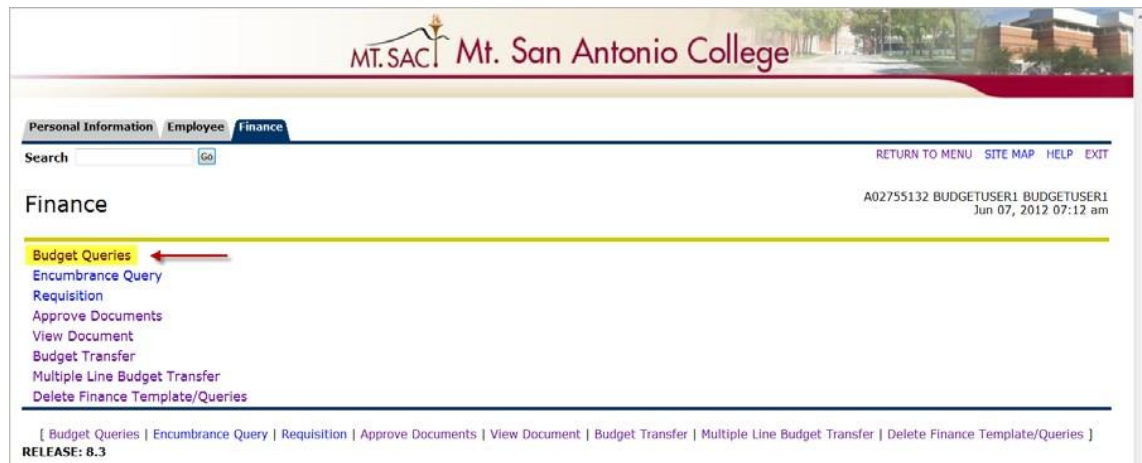 MT. SAC Mt. San Antonio College
Personal Information Employee Finance
Search Go RETURN TO MENU SITE MAP HELP EXIT
Finance
A02755132 BUDGETUSER1 BUDGETUSER1
Jun 07, 2012 07:12 am
Budget Queries
Encumbrance Query
Requisition
Approve Documents
View Document
Budget Transfer
Multiple Line Budget Transfer
Delete Finance Template/Queries
[ Budget Queries | Encumbrance Query | Requisition | Approve Documents | View Document | Budget Transfer | Multiple Line Budget Transfer | Delete Finance Template/Queries ]
RELEASE: 8.3